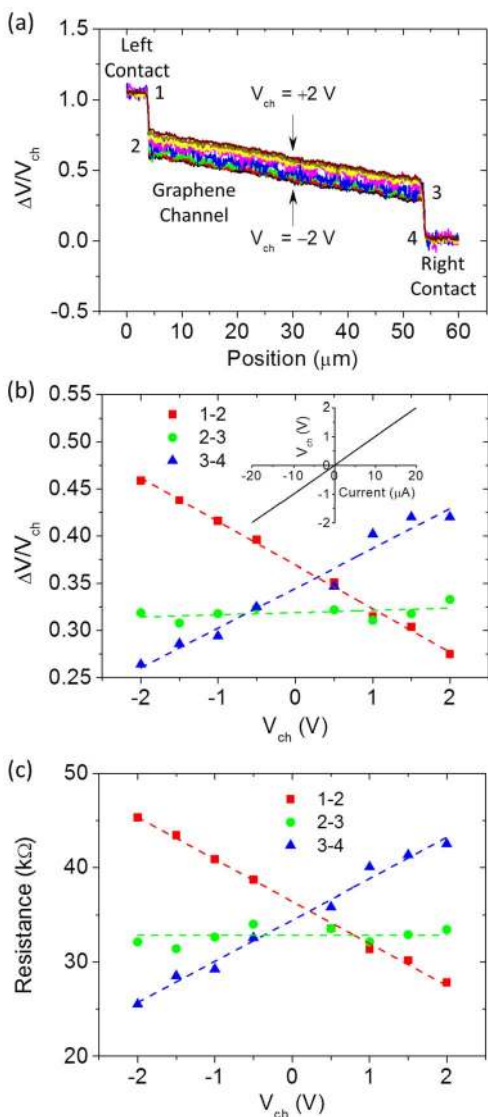 (a)
1.5
1.0
0.5
0.0
-0.5
ΔV/V_ch
Left
Contact
1
V_ch = +2 V
2
Graphene
Channel
3
V_ch = −2 V
4
Right
Contact
0 10 20 30 40 50 60
Position (μm)
(b)
0.55
0.50
0.45
0.40
0.35
0.30
0.25
ΔV/V_ch
1-2
2-3
3-4
V_ch (V)
2
1
0
-1
-2
-20 -10 0 10 20
Current (μA)
-2 -1 0 1 2
V_ch (V)
(c)
50
40
30
20
Resistance (kΩ)
1-2
2-3
3-4
-2 -1 0 1 2
V_ch (V)